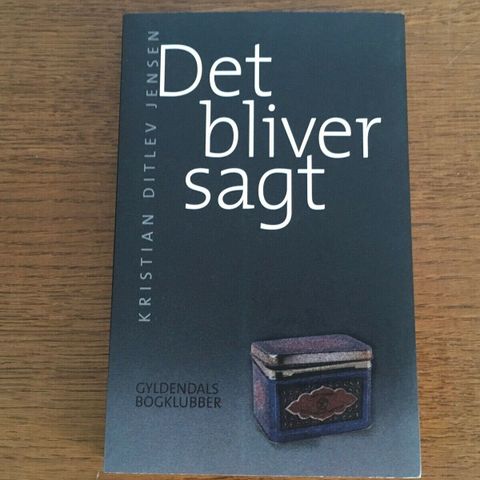 KRISTIAN DITLEV JENSEN
Det
bliver
sagt
GYLDENDALS
BOGKLUBBER